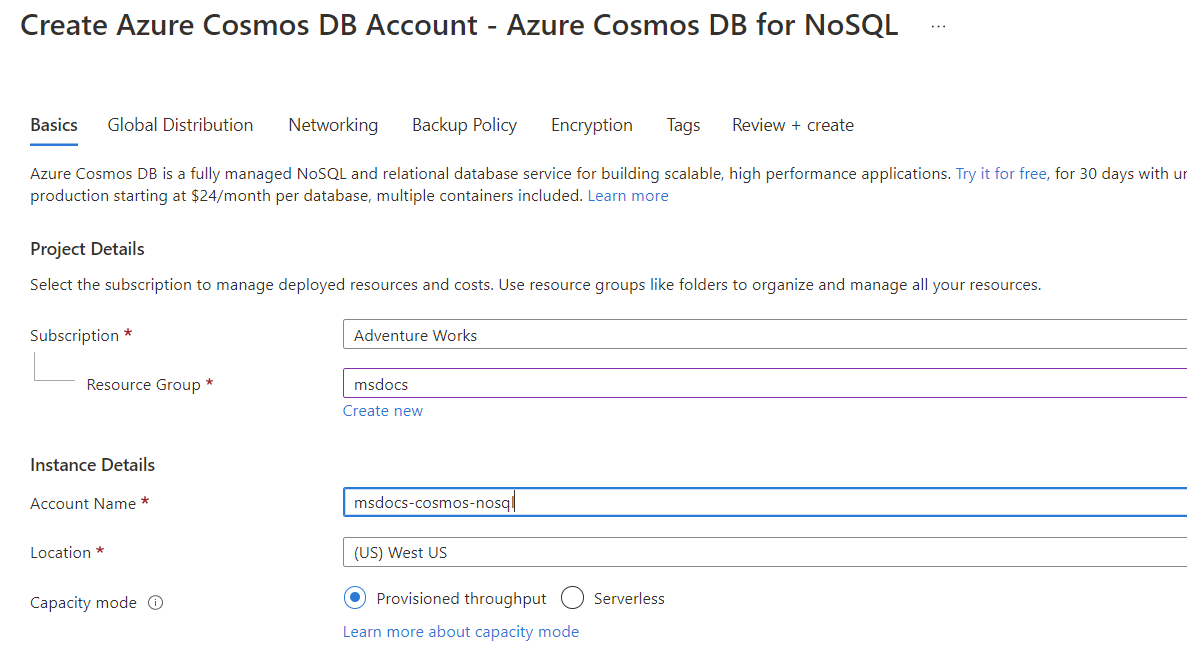 Create Azure Cosmos DB Account - Azure Cosmos DB for NoSQL ...
Basics Global Distribution Networking Backup Policy Encryption Tags Review + create
Azure Cosmos DB is a fully managed NoSQL and relational database service for building scalable, high performance applications. Try it for free, for 30 days with
production starting at $24/month per database, multiple containers included. Learn more
Project Details
Select the subscription to manage deployed resources and costs. Use resource groups like folders to organize and manage all your resources.
Subscription * Adventure Works
Resource Group * msdocs
Create new
Instance Details
Account Name * msdocs-cosmos-nosql
Location * (US) West US
Capacity mode Provisioned throughput Serverless
Learn more about capacity mode